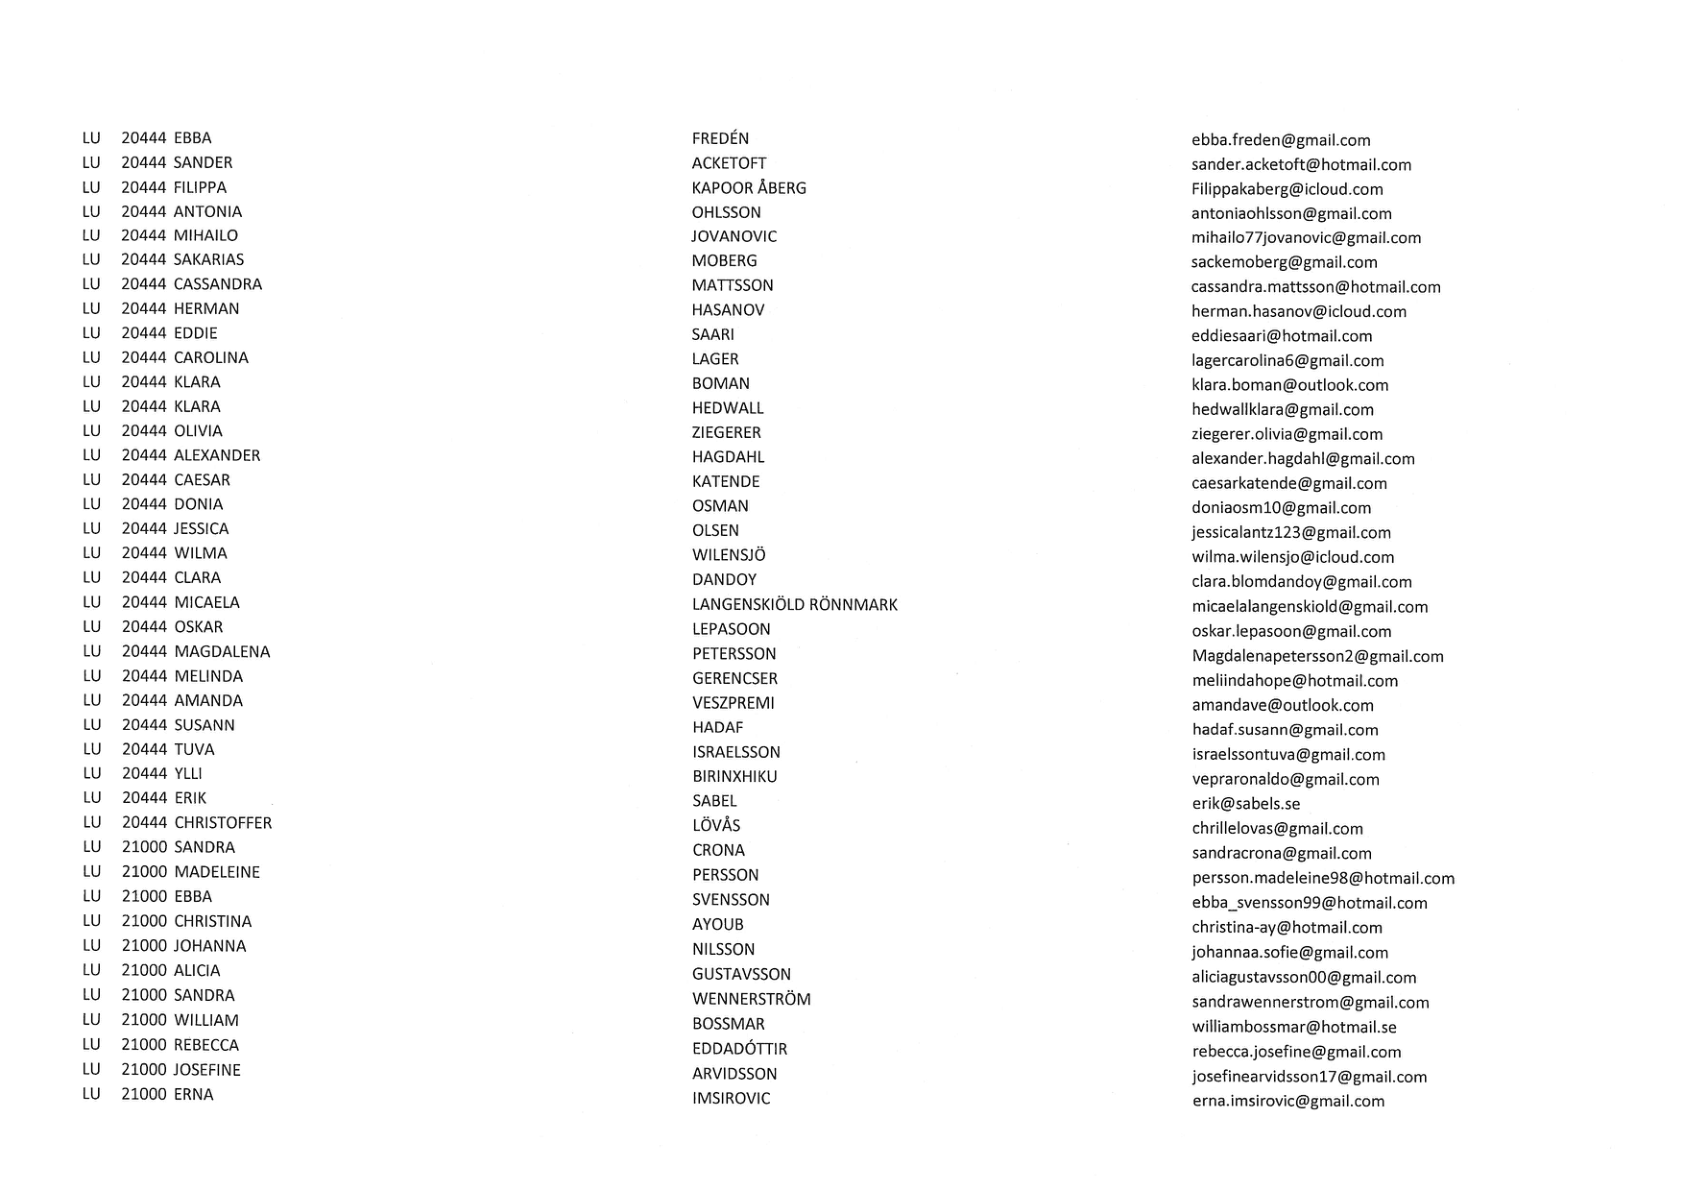 LU 20444 EBBA FREDÉN ebba.freden@gmail.com
LU 20444 SANDER ACKETOFT sander.acketoft@hotmail.com
LU 20444 FILIPPA KAPOOR ÅBERG Filippakaberg@icloud.com
LU 20444 ANTONIA OHLSSON antoniaohlsson@gmail.com
LU 20444 MIHAILO JOVANOVIC mihailo77jovanovic@gmail.com
LU 20444 SAKARIAS MOBERG sackemoberg@gmail.com
LU 20444 CASSANDRA MATTSSON cassandra.mattsson@hotmail.com
LU 20444 HERMAN HASANOV herman.hasanov@icloud.com
LU 20444 EDDIE SAARI eddiesaari@hotmail.com
LU 20444 CAROLINA LAGER lagercarolina6@gmail.com
LU 20444 KLARA BOMAN klara.boman@outlook.com
LU 20444 KLARA HEDWALL hedwallklara@gmail.com
LU 20444 OLIVIA ZIEGERER ziegerer.olivia@gmail.com
LU 20444 ALEXANDER HAGDAHL alexander.hagdahl@gmail.com
LU 20444 CAESAR KATENDE caesarkatende@gmail.com
LU 20444 DONIA OSMAN doniaosm10@gmail.com
LU 20444 JESSICA OLSEN jessicalantz123@gmail.com
LU 20444 WILMA WILENSJÖ wilma.wilensjo@icloud.com
LU 20444 CLARA DANDOY clara.blomdandoy@gmail.com
LU 20444 MICAELA LANGENSKIÖLD RÖNNMARK micaelalangenskiold@gmail.com
LU 20444 OSKAR LEPASOON oskar.lepasoon@gmail.com
LU 20444 MAGDALENA PETERSSON Magdalenapetersson2@gmail.com
LU 20444 MELINDA GERENCSER meliindahope@hotmail.com
LU 20444 AMANDA VESZPREMI amandave@outlook.com
LU 20444 SUSANN HADAF hadaf.susann@gmail.com
LU 20444 TUVA ISRAELSSON israelssontuva@gmail.com
LU 20444 YLLI BIRINXHIKU vepraronaldo@gmail.com
LU 20444 ERIK SABEL erik@sabels.se
LU 20444 CHRISTOFFER LÖVÅS chrillelovas@gmail.com
LU 21000 SANDRA CRONA sandracrona@gmail.com
LU 21000 MADELEINE PERSSON persson.madeleine98@hotmail.com
LU 21000 EBBA SVENSSON ebba_svensson99@hotmail.com
LU 21000 CHRISTINA AYOUB christina-ay@hotmail.com
LU 21000 JOHANNA NILSSON johannaa.sofie@gmail.com
LU 21000 ALICIA GUSTAVSSON aliciagustavsson00@gmail.com
LU 21000 SANDRA WENNERSTRÖM sandrawennerstrom@gmail.com
LU 21000 WILLIAM BOSSMAR williambossmar@hotmail.se
LU 21000 REBECCA EDDADÓTTIR rebecca.josefine@gmail.com
LU 21000 JOSEFINE ARVIDSSON josefinearvidsson17@gmail.com
LU 21000 ERNA IMSIROVIC erna.imsirovic@gmail.com